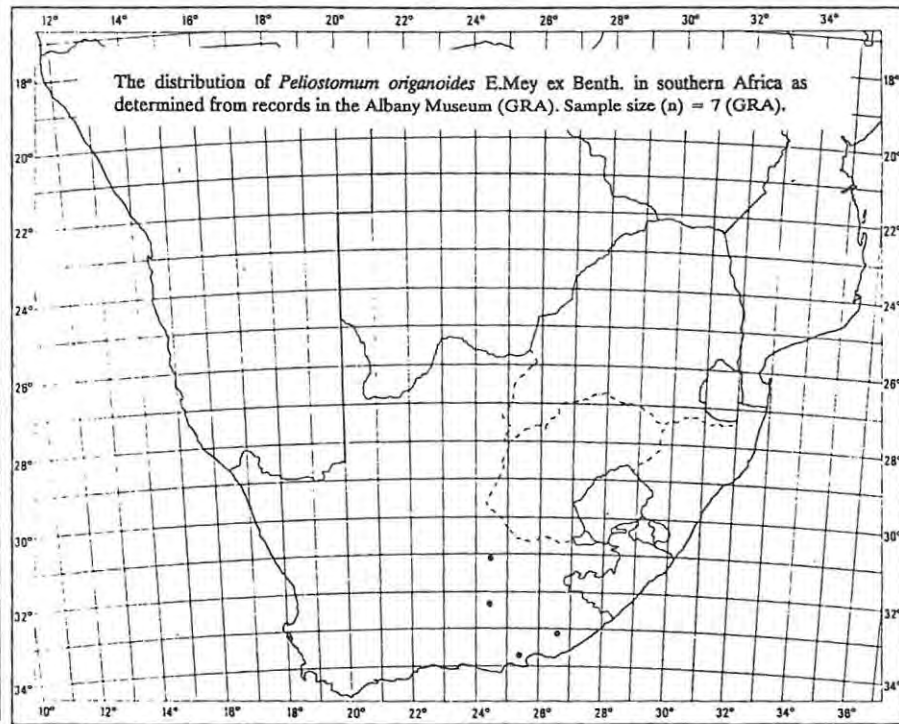 12° 14° 16° 18° 20° 22° 24° 26° 28° 30° 32° 34°
The distribution of Peliostomum origanoides E.Mey ex Benth. in southern Africa as
determined from records in the Albany Museum (GRA). Sample size (n) = 7 (GRA).
18° 18°
20° 20°
22° 22°
24° 24°
26° 26°
28° 28°
30° 30°
32° 32°
34° 34°
10° 12° 14° 16° 18° 20° 22° 24° 26° 28° 30° 32° 34° 36°